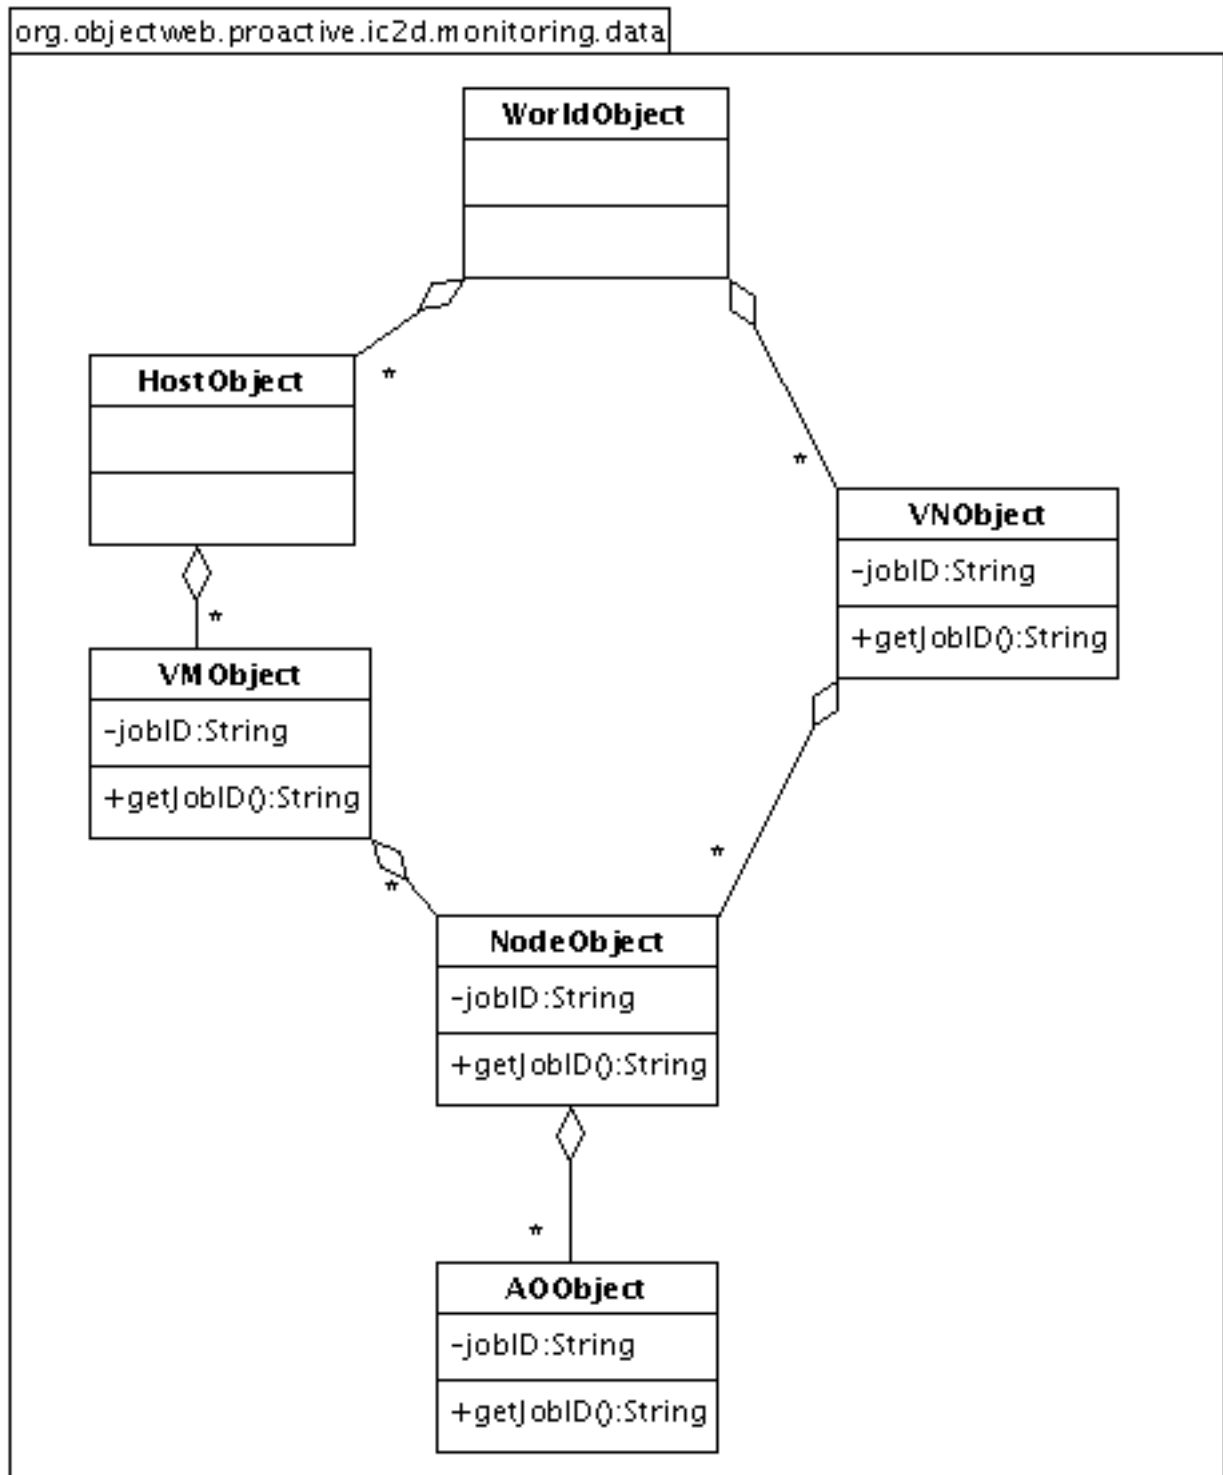 org.objectweb.proactive.ic2d.monitoring.data
WorldObject
*
HostObject
*
VNObject
-jobID:String
+getJobID():String
*
VMObject
-jobID:String
+getJobID():String
*
*
NodeObject
-jobID:String
+getJobID():String
*
AOObject
-jobID:String
+getJobID():String